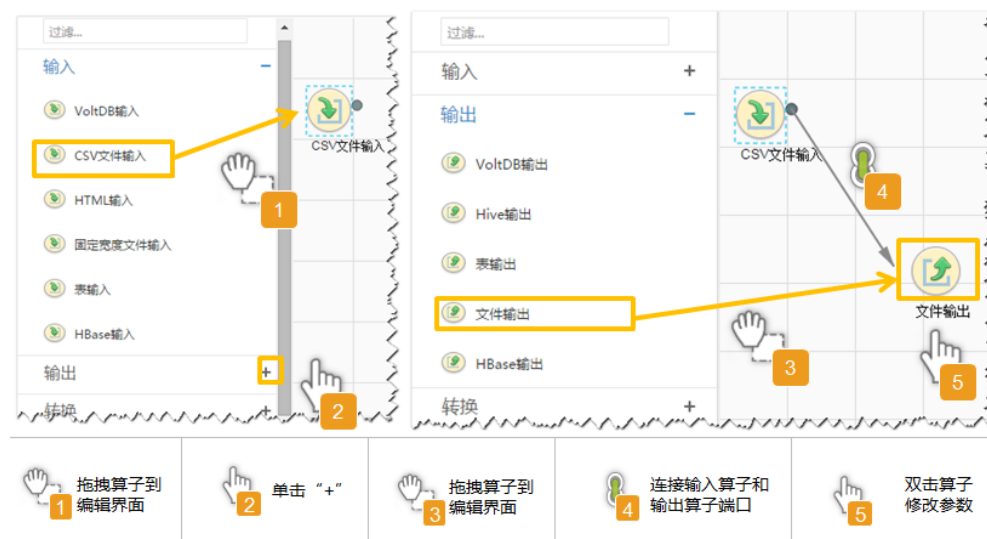 过滤...
输入 −
VoltDB输入
CSV文件输入
HTML输入
固定宽度文件输入
表输入
HBase输入
输出 +
转换 +
CSV文件输入
1
2
过滤...
输入 +
输出 −
VoltDB输出
Hive输出
表输出
文件输出
HBase输出
转换 +
CSV文件输入
4
文件输出
3
5
1 拖拽算子到
编辑界面
2 单击“+”
3 拖拽算子到
编辑界面
4 连接输入算子和
输出算子端口
5 双击算子
修改参数